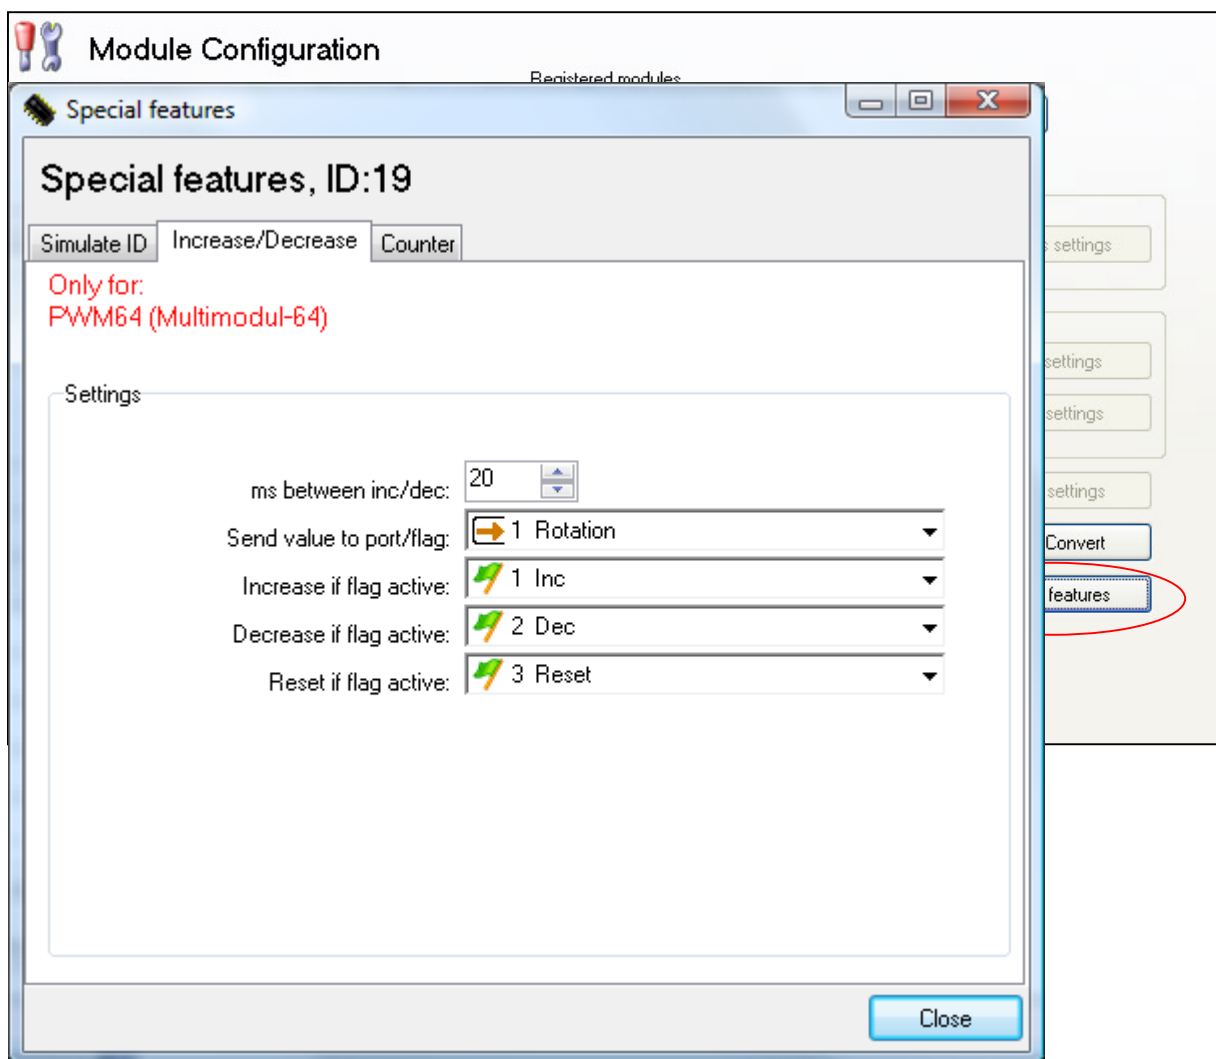 Module Configuration
Registered modules
Special features
Special features, ID:19
Simulate ID Increase/Decrease Counter
Only for:
PWM64 (Multimodul-64)
Settings
ms between inc/dec: 20
Send value to port/flag: 1 Rotation
Increase if flag active: 1 Inc
Decrease if flag active: 2 Dec
Reset if flag active: 3 Reset
settings
settings
settings
settings
Convert
features
Close